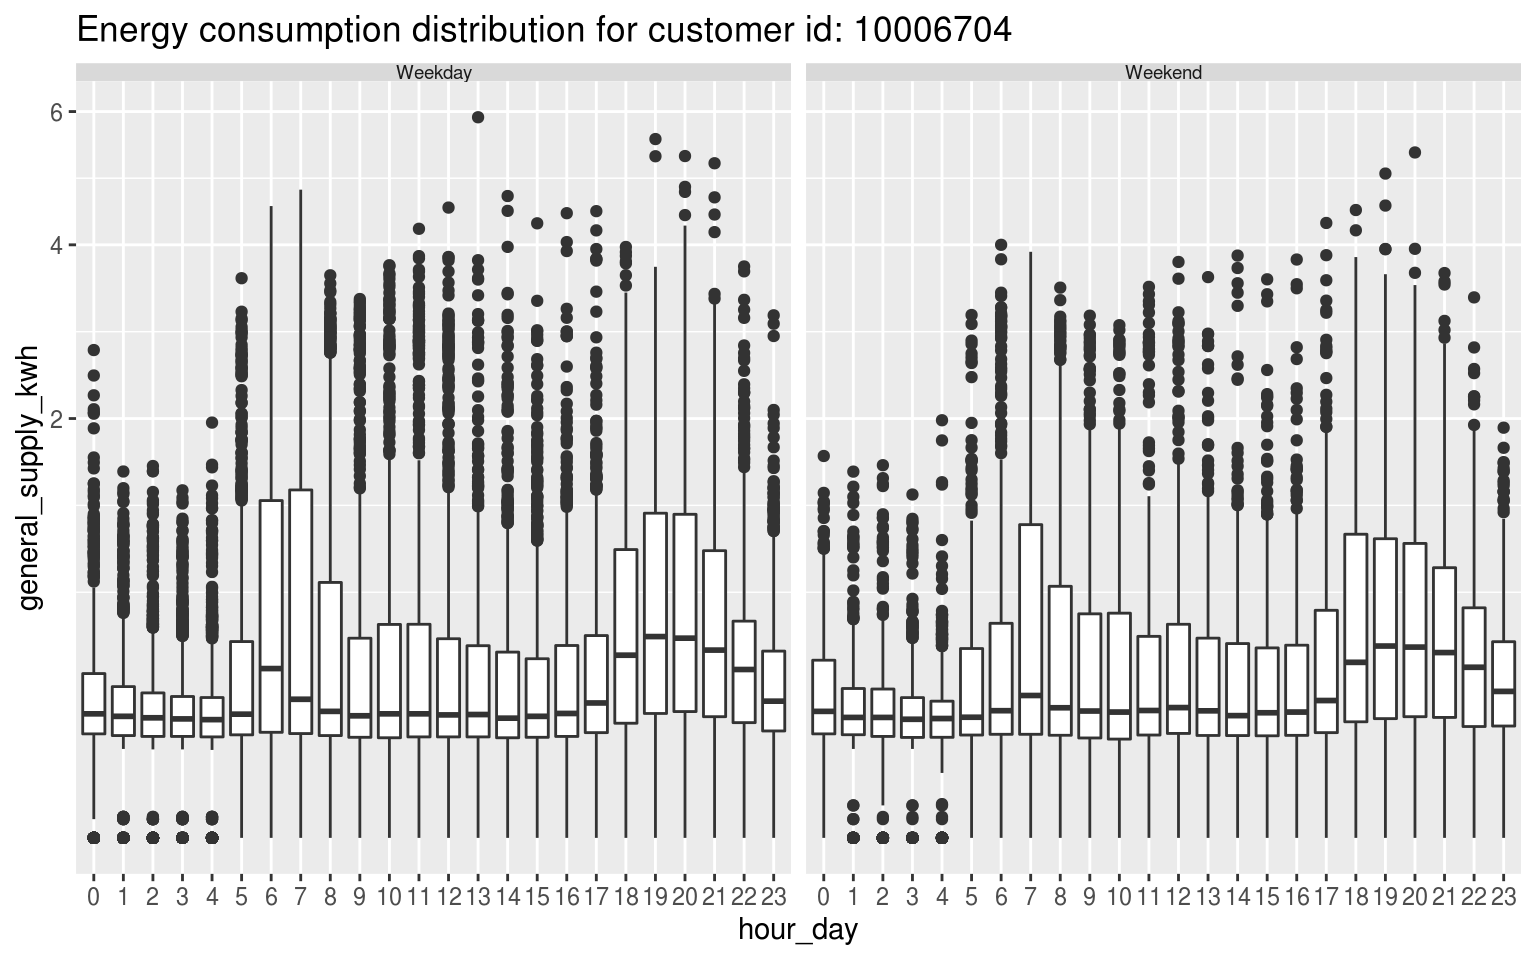 Energy consumption distribution for customer id: 10006704
Weekday
Weekend
6
4
2
general_supply_kwh
0 1 2 3 4 5 6 7 8 9 10 11 12 13 14 15 16 17 18 19 20 21 22 23
0 1 2 3 4 5 6 7 8 9 10 11 12 13 14 15 16 17 18 19 20 21 22 23
hour_day